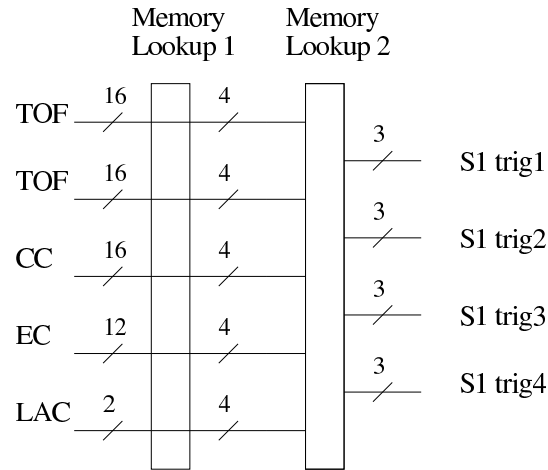 Memory Lookup 1
Memory Lookup 2
TOF 16 4
3 S1 trig1
TOF 16 4
3 S1 trig2
CC 16 4
3 S1 trig3
EC 12 4
3 S1 trig4
LAC 2 4